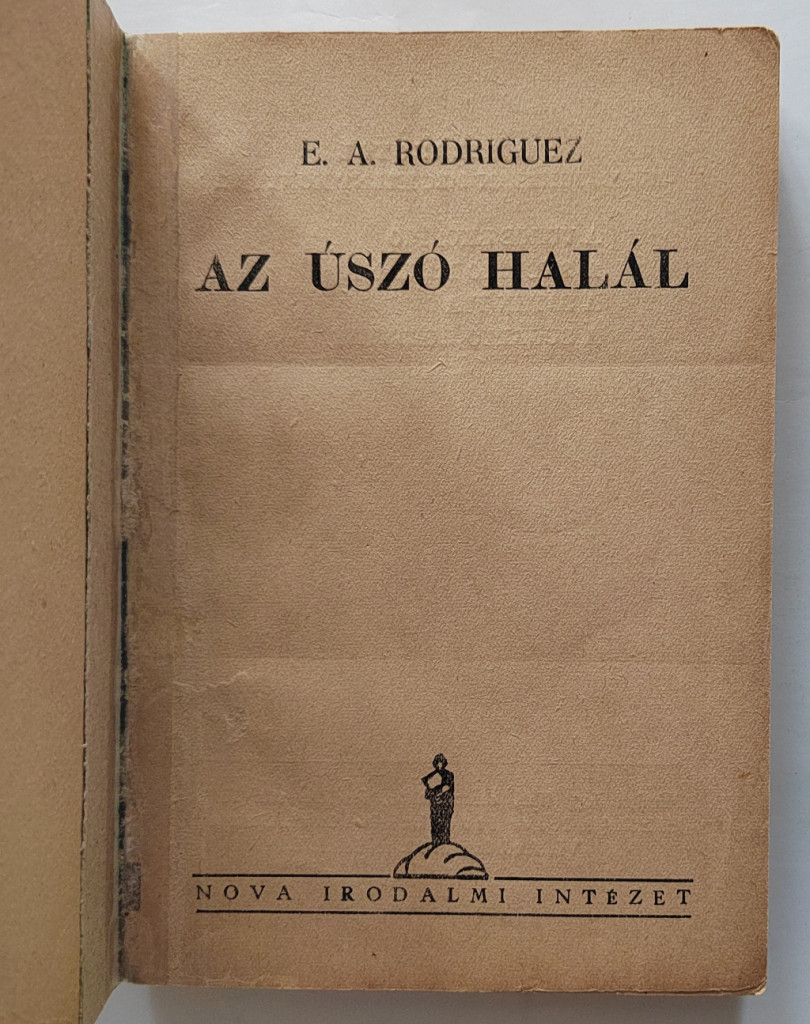 E. A. RODRIGUEZ
AZ ÚSZÓ HALÁL
NOVA IRODALMI INTÉZET